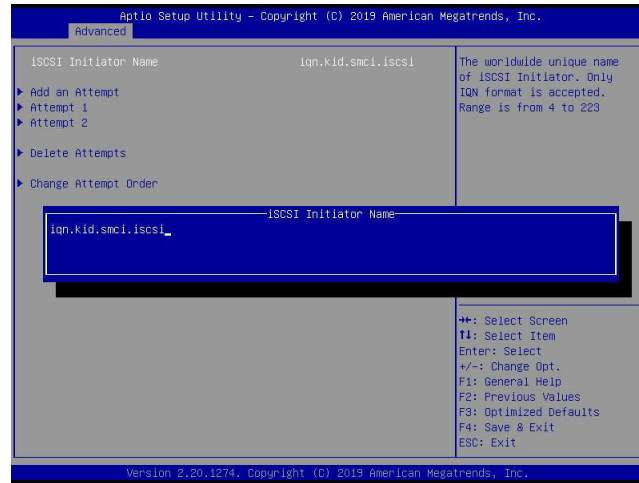 Aptio Setup Utility – Copyright (C) 2019 American Megatrends, Inc.
Advanced
iSCSI Initiator Name iqn.kid.smci.iscsi
Add an Attempt
Attempt 1
Attempt 2
Delete Attempts
Change Attempt Order
The worldwide unique name
of iSCSI Initiator. Only
IQN format is accepted.
Range is from 4 to 223
iSCSI Initiator Name
iqn.kid.smci.iscsi_
→←: Select Screen
↑↓: Select Item
Enter: Select
+/-: Change Opt.
F1: General Help
F2: Previous Values
F3: Optimized Defaults
F4: Save & Exit
ESC: Exit
Version 2.20.1274. Copyright (C) 2019 American Megatrends, Inc.